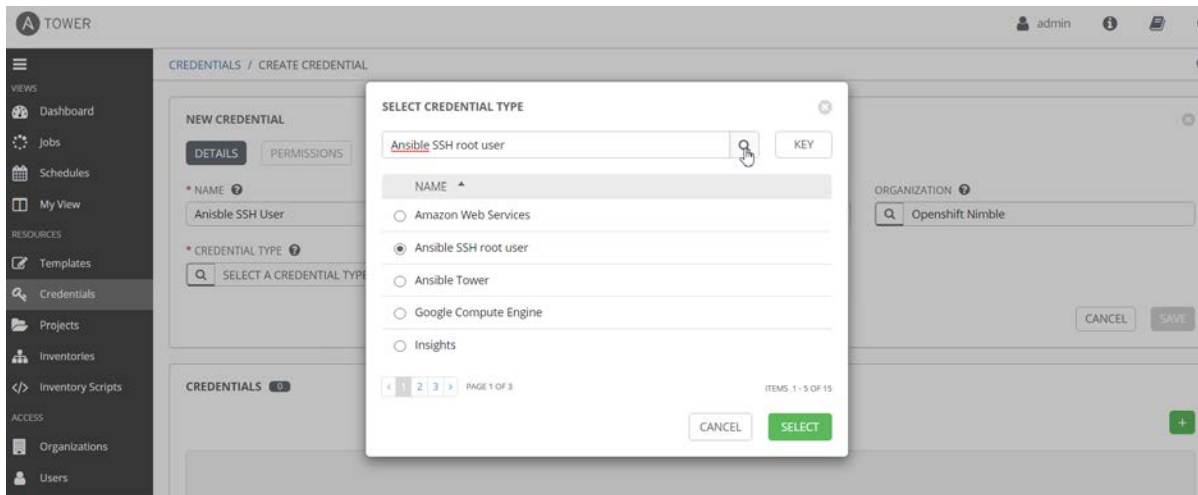 A TOWER
admin
VIEWS
Dashboard
Jobs
Schedules
My View
RESOURCES
Templates
Credentials
Projects
Inventories
</> Inventory Scripts
ACCESS
Organizations
Users
CREDENTIALS / CREATE CREDENTIAL
NEW CREDENTIAL
DETAILS PERMISSIONS
* NAME
Anisble SSH User
* CREDENTIAL TYPE
SELECT A CREDENTIAL TYPE
ORGANIZATION
Openshift Nimble
CANCEL SAVE
CREDENTIALS 0
+
SELECT CREDENTIAL TYPE
Ansible SSH root user
KEY
NAME
Amazon Web Services
Ansible SSH root user
Ansible Tower
Google Compute Engine
Insights
< 1 2 3 > PAGE 1 OF 3
ITEMS 1 - 5 OF 15
CANCEL SELECT